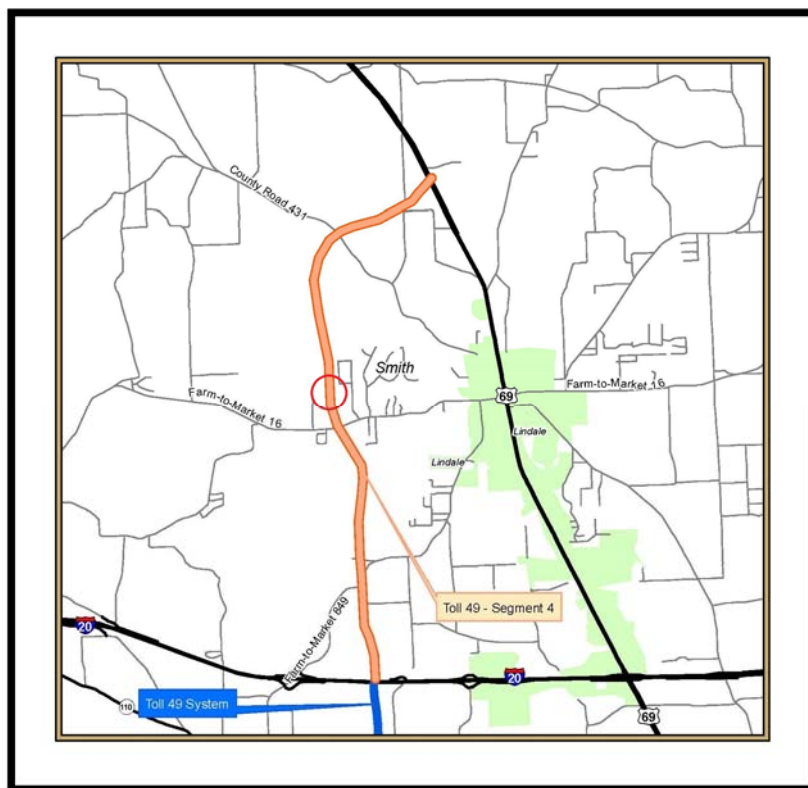 County Road 431
Smith
Farm-to-Market 16
Farm-to-Market 16
69
Lindale
Lindale
Toll 49 - Segment 4
Farm-to-Market 849
20
20
110
Toll 49 System
69